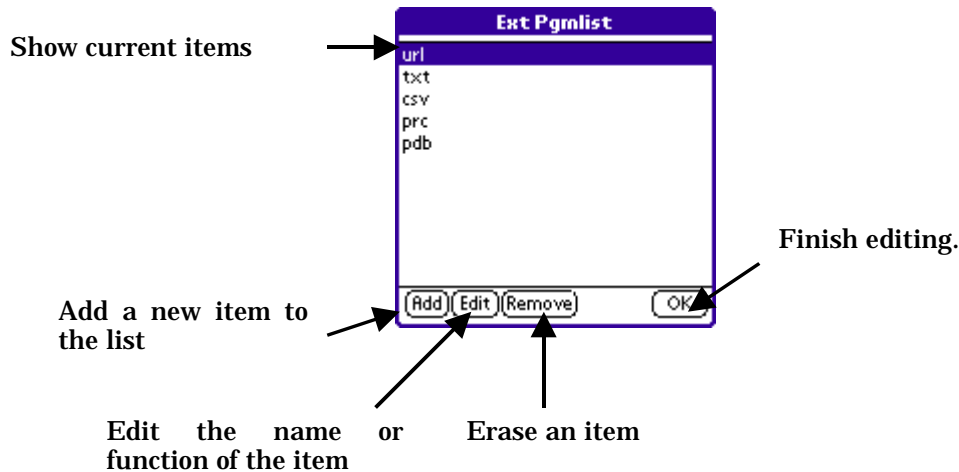 Ext Pgmlist
Show current items
url
txt
csv
prc
pdb
Finish editing.
Add Edit Remove OK
Add a new item to
the list
Edit the name or
function of the item
Erase an item